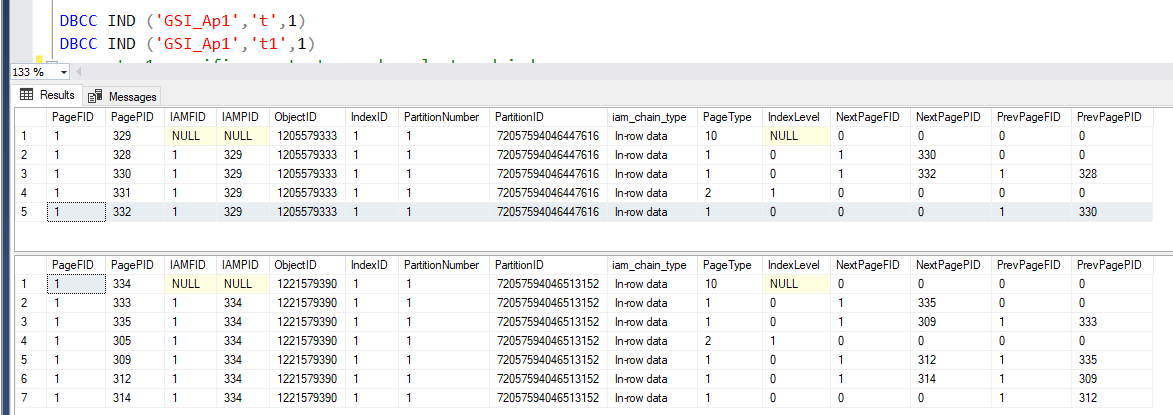 DBCC IND ('GSI_Ap1','t',1)
DBCC IND ('GSI_Ap1','t1',1)
133 %
Results Messages
PageFID PagePID IAMFID IAMPID ObjectID IndexID PartitionNumber PartitionID iam_chain_type PageType IndexLevel NextPageFID NextPagePID PrevPageFID PrevPagePID
1 1 329 NULL NULL 1205579333 1 1 72057594046447616 In-row data 10 NULL 0 0 0 0
2 1 328 1 329 1205579333 1 1 72057594046447616 In-row data 1 0 1 330 0 0
3 1 330 1 329 1205579333 1 1 72057594046447616 In-row data 1 0 1 332 1 328
4 1 331 1 329 1205579333 1 1 72057594046447616 In-row data 2 1 0 0 0 0
5 1 332 1 329 1205579333 1 1 72057594046447616 In-row data 1 0 0 0 1 330
PageFID PagePID IAMFID IAMPID ObjectID IndexID PartitionNumber PartitionID iam_chain_type PageType IndexLevel NextPageFID NextPagePID PrevPageFID PrevPagePID
1 1 334 NULL NULL 1221579390 1 1 72057594046513152 In-row data 10 NULL 0 0 0 0
2 1 333 1 334 1221579390 1 1 72057594046513152 In-row data 1 0 1 335 0 0
3 1 335 1 334 1221579390 1 1 72057594046513152 In-row data 1 0 1 309 1 333
4 1 305 1 334 1221579390 1 1 72057594046513152 In-row data 2 1 0 0 0 0
5 1 309 1 334 1221579390 1 1 72057594046513152 In-row data 1 0 1 312 1 335
6 1 312 1 334 1221579390 1 1 72057594046513152 In-row data 1 0 1 314 1 309
7 1 314 1 334 1221579390 1 1 72057594046513152 In-row data 1 0 0 0 1 312